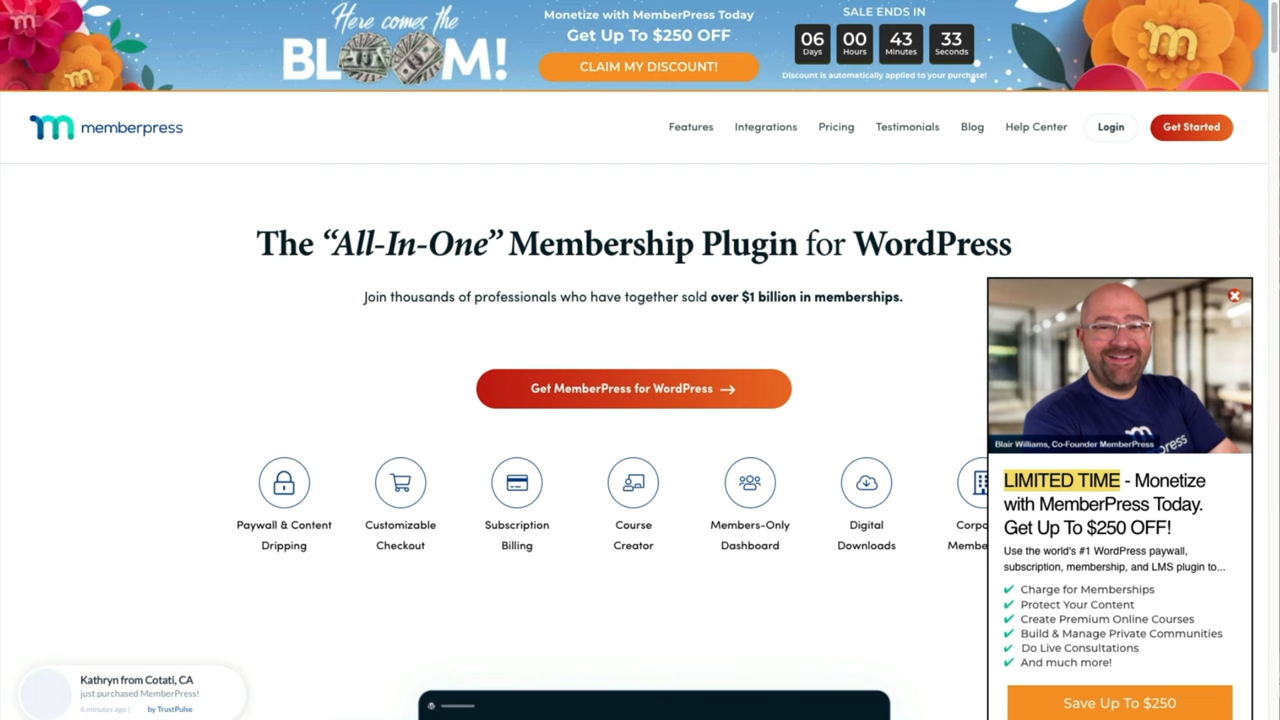 Here comes the
BLOOM!
Monetize with MemberPress Today
Get Up To $250 OFF
CLAIM MY DISCOUNT!
SALE ENDS IN
06 00 43 33
Days Hours Minutes Seconds
Discount is automatically applied to your purchase!
memberpress
Features Integrations Pricing Testimonials Blog Help Center Login Get Started
The “All-In-One” Membership Plugin for WordPress
Join thousands of professionals who have together sold over $1 billion in memberships.
Get MemberPress for WordPress →
Paywall & Content
Dripping
Customizable
Checkout
Subscription
Billing
Course
Creator
Members-Only
Dashboard
Digital
Downloads
Corpo
Membe
Blair Williams, Co-Founder MemberPress
press
LIMITED TIME - Monetize
with MemberPress Today.
Get Up To $250 OFF!
Use the world's #1 WordPress paywall,
subscription, membership, and LMS plugin to...
✔ Charge for Memberships
✔ Protect Your Content
✔ Create Premium Online Courses
✔ Build & Manage Private Communities
✔ Do Live Consultations
✔ And much more!
Save Up To $250
Kathryn from Cotati, CA
just purchased MemberPress!
6 minutes ago | by TrustPulse